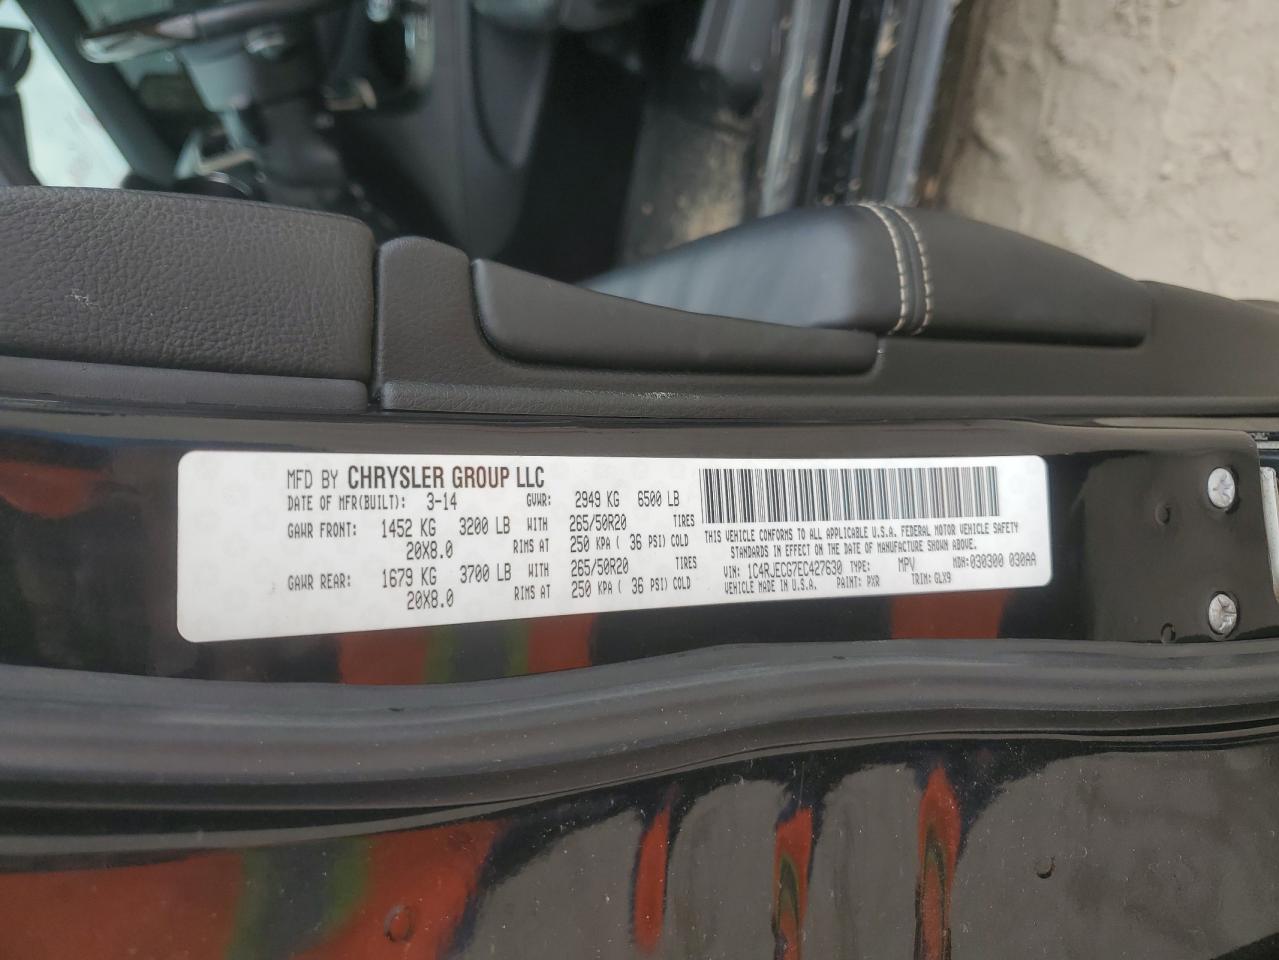 MFD BY CHRYSLER GROUP LLC
DATE OF MFR(BUILT): 3-14 GVWR: 2949 KG 6500 LB
GAWR FRONT: 1452 KG 3200 LB WITH 265/50R20 TIRES
20X8.0 RIMS AT 250 KPA ( 36 PSI) COLD
GAWR REAR: 1679 KG 3700 LB WITH 265/50R20 TIRES
20X8.0 RIMS AT 250 KPA ( 36 PSI) COLD
THIS VEHICLE CONFORMS TO ALL APPLICABLE U.S.A. FEDERAL MOTOR VEHICLE SAFETY
STANDARDS IN EFFECT ON THE DATE OF MANUFACTURE SHOWN ABOVE.
VIN: 1C4RJECG7EC427630 TYPE: MPV MDH: 030300 030AA
VEHICLE MADE IN U.S.A. PAINT: PXR TRIM: GLX9